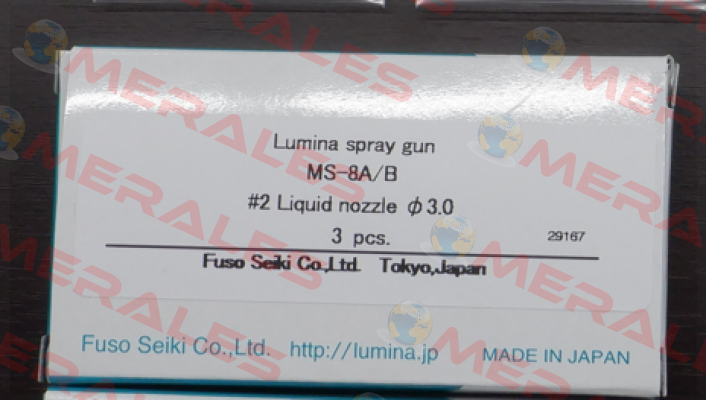 Lumina spray gun
MS-8A/B
#2 Liquid nozzle φ3.0
3 pcs. 29167
Fuso Seiki Co.,Ltd. Tokyo,Japan
Fuso Seiki Co.,Ltd. http://lumina.jp MADE IN JAPAN
MERALES
MERALES
MERALES
MERALES
MERALES